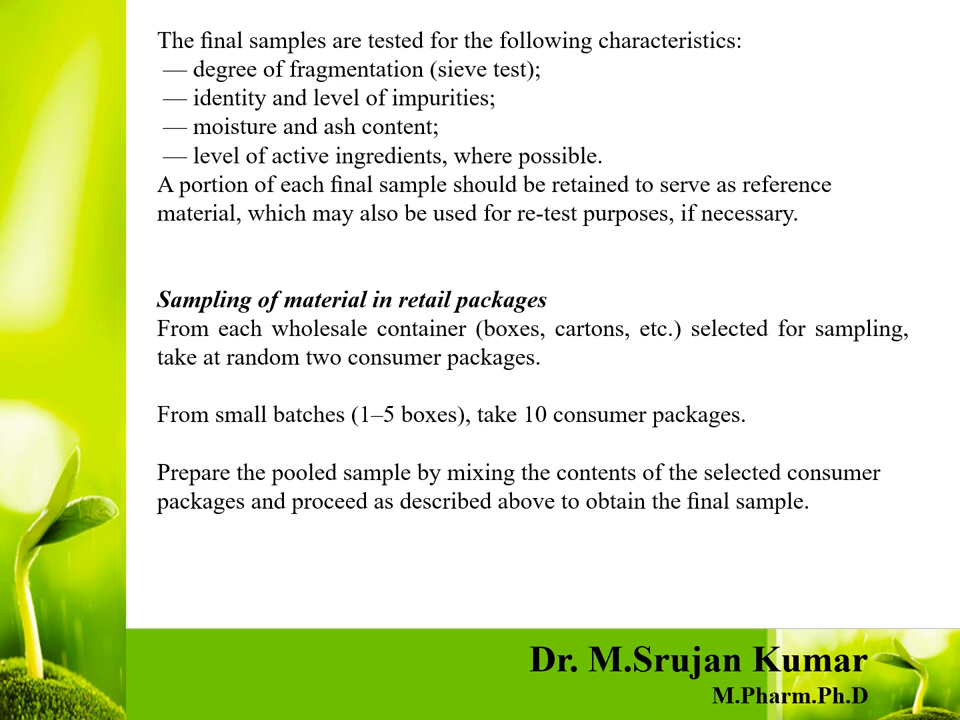 The final samples are tested for the following characteristics:
— degree of fragmentation (sieve test);
— identity and level of impurities;
— moisture and ash content;
— level of active ingredients, where possible.
A portion of each final sample should be retained to serve as reference
material, which may also be used for re-test purposes, if necessary.
Sampling of material in retail packages
From each wholesale container (boxes, cartons, etc.) selected for sampling,
take at random two consumer packages.
From small batches (1–5 boxes), take 10 consumer packages.
Prepare the pooled sample by mixing the contents of the selected consumer
packages and proceed as described above to obtain the final sample.
Dr. M.Srujan Kumar
M.Pharm.Ph.D